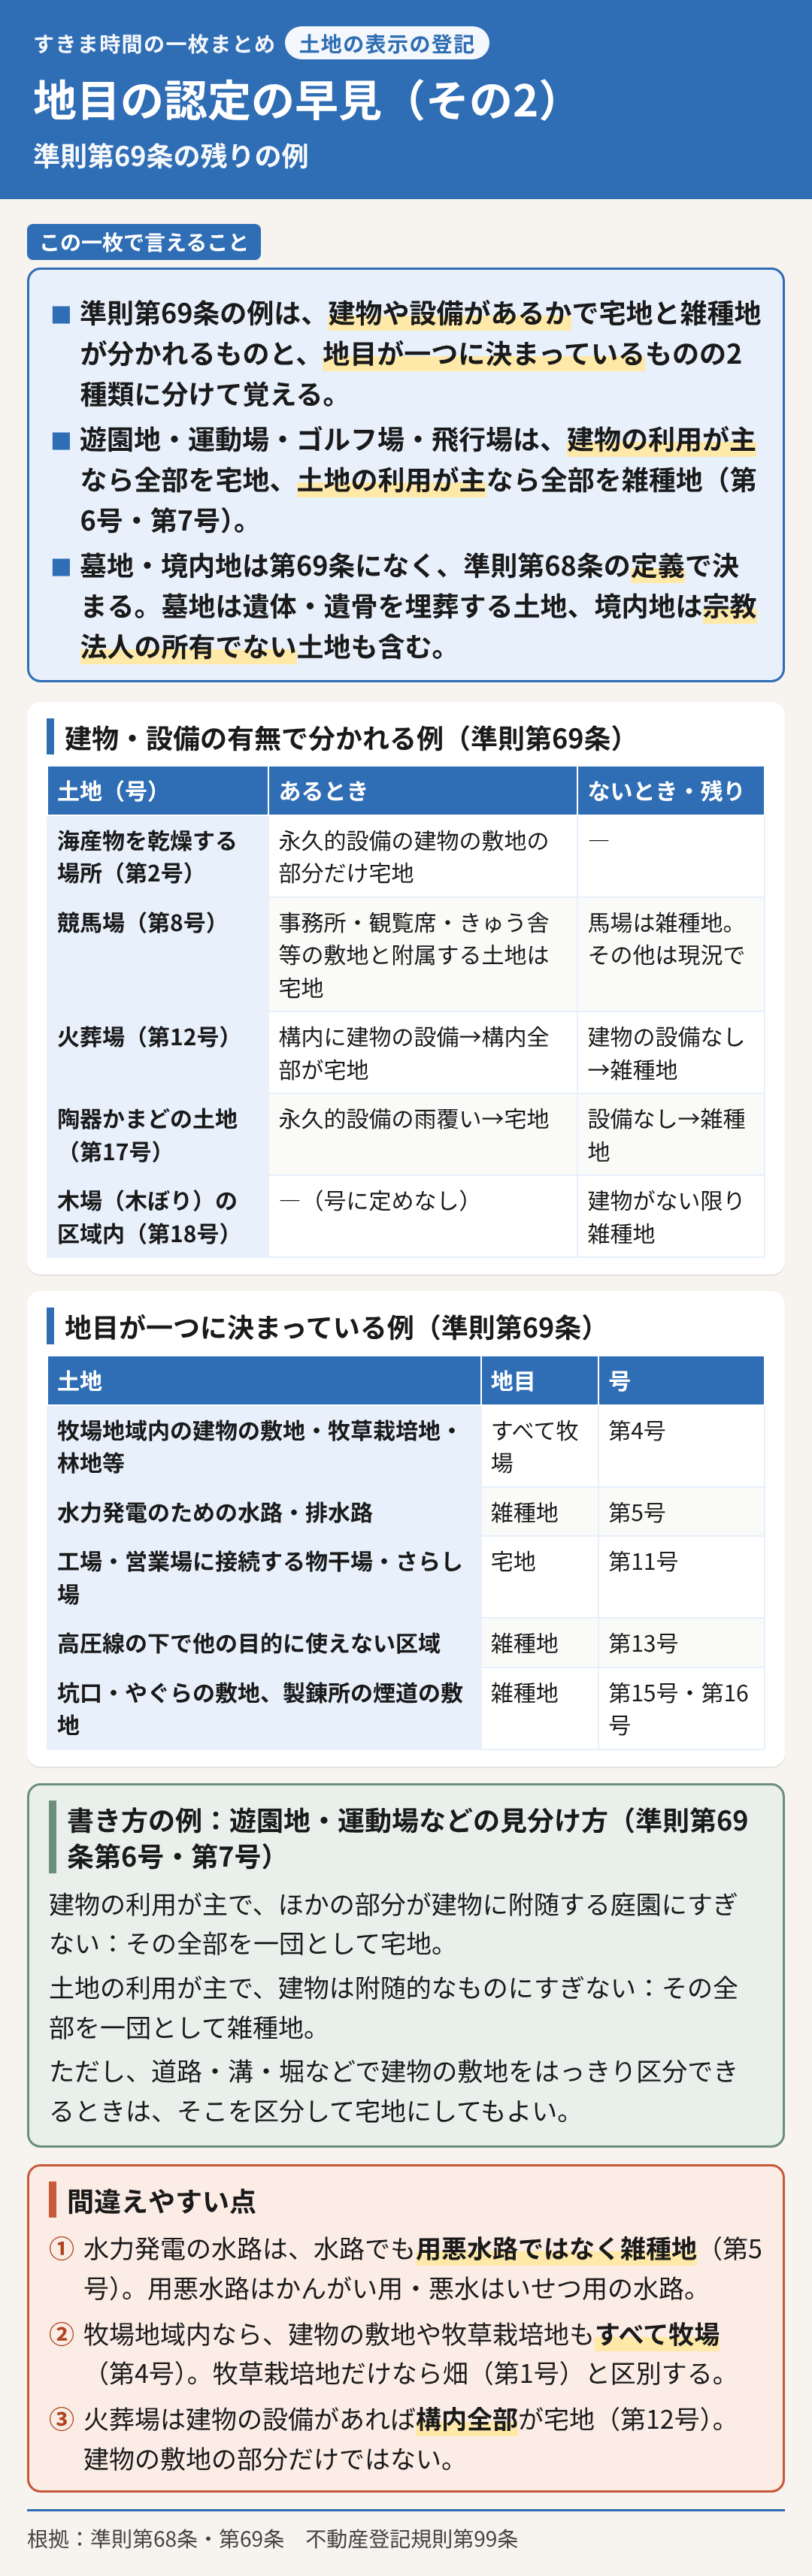 すきま時間の一枚まとめ 土地の表示の登記
地目の認定の早見（その2）
準則第69条の残りの例
この一枚で言えること
■ 準則第69条の例は、建物や設備があるかで宅地と雑種地
が分かれるものと、地目が一つに決まっているものの2
種類に分けて覚える。
■ 遊園地・運動場・ゴルフ場・飛行場は、建物の利用が主
なら全部を宅地、土地の利用が主なら全部を雑種地（第
6号・第7号）。
■ 墓地・境内地は第69条になく、準則第68条の定義で決
まる。墓地は遺体・遺骨を埋葬する土地、境内地は宗教
法人の所有でない土地も含む。
建物・設備の有無で分かれる例（準則第69条）
土地（号） あるとき ないとき・残り
海産物を乾燥する 永久的設備の建物の敷地の —
場所（第2号） 部分だけ宅地
競馬場（第8号） 事務所・観覧席・きゅう舎 馬場は雑種地。
等の敷地と附属する土地は その他は現況で
宅地
火葬場（第12号） 構内に建物の設備→構内全 建物の設備なし
部が宅地 →雑種地
陶器かまどの土地 永久的設備の雨覆い→宅地 設備なし→雑種
（第17号） 地
木場（木ぼり）の —（号に定めなし） 建物がない限り
区域内（第18号） 雑種地
地目が一つに決まっている例（準則第69条）
土地 地目 号
牧場地域内の建物の敷地・牧草栽培地・ すべて牧 第4号
林地等 場
水力発電のための水路・排水路 雑種地 第5号
工場・営業場に接続する物干場・さらし 宅地 第11号
場
高圧線の下で他の目的に使えない区域 雑種地 第13号
坑口・やぐらの敷地、製錬所の煙道の敷 雑種地 第15号・第16
地 号
書き方の例：遊園地・運動場などの見分け方（準則第69
条第6号・第7号）
建物の利用が主で、ほかの部分が建物に附随する庭園にすぎ
ない：その全部を一団として宅地。
土地の利用が主で、建物は附随的なものにすぎない：その全
部を一団として雑種地。
ただし、道路・溝・堀などで建物の敷地をはっきり区分でき
るときは、そこを区分して宅地にしてもよい。
間違えやすい点
① 水力発電の水路は、水路でも用悪水路ではなく雑種地（第5
号）。用悪水路はかんがい用・悪水はいせつ用の水路。
② 牧場地域内なら、建物の敷地や牧草栽培地もすべて牧場
（第4号）。牧草栽培地だけなら畑（第1号）と区別する。
③ 火葬場は建物の設備があれば構内全部が宅地（第12号）。
建物の敷地の部分だけではない。
根拠：準則第68条・第69条　不動産登記規則第99条